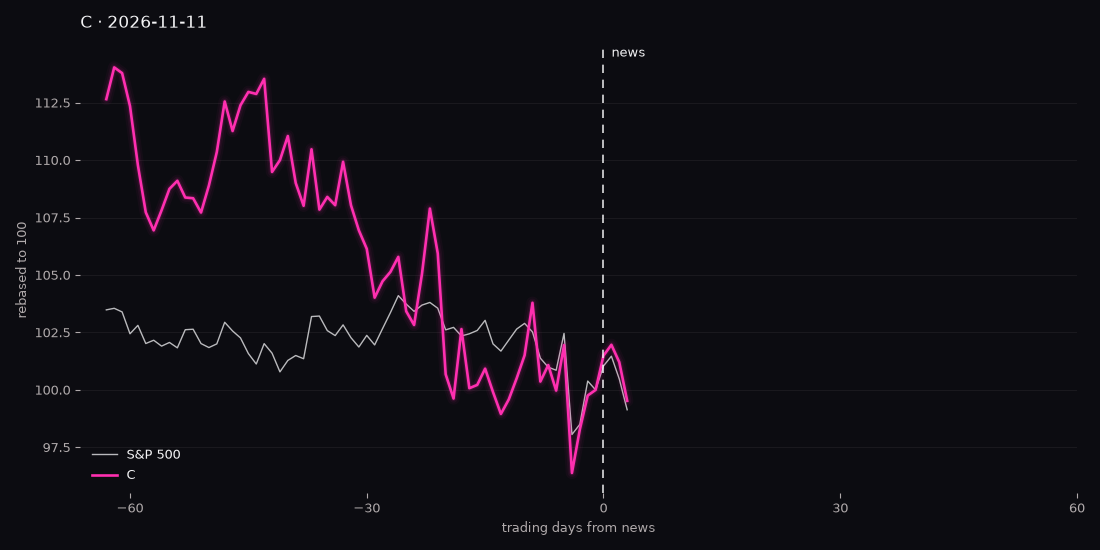 C · 2026-11-11
news
112.5
110.0
107.5
105.0
102.5
100.0
97.5
rebased to 100
S&P 500
C
−60
−30
0
30
60
trading days from news